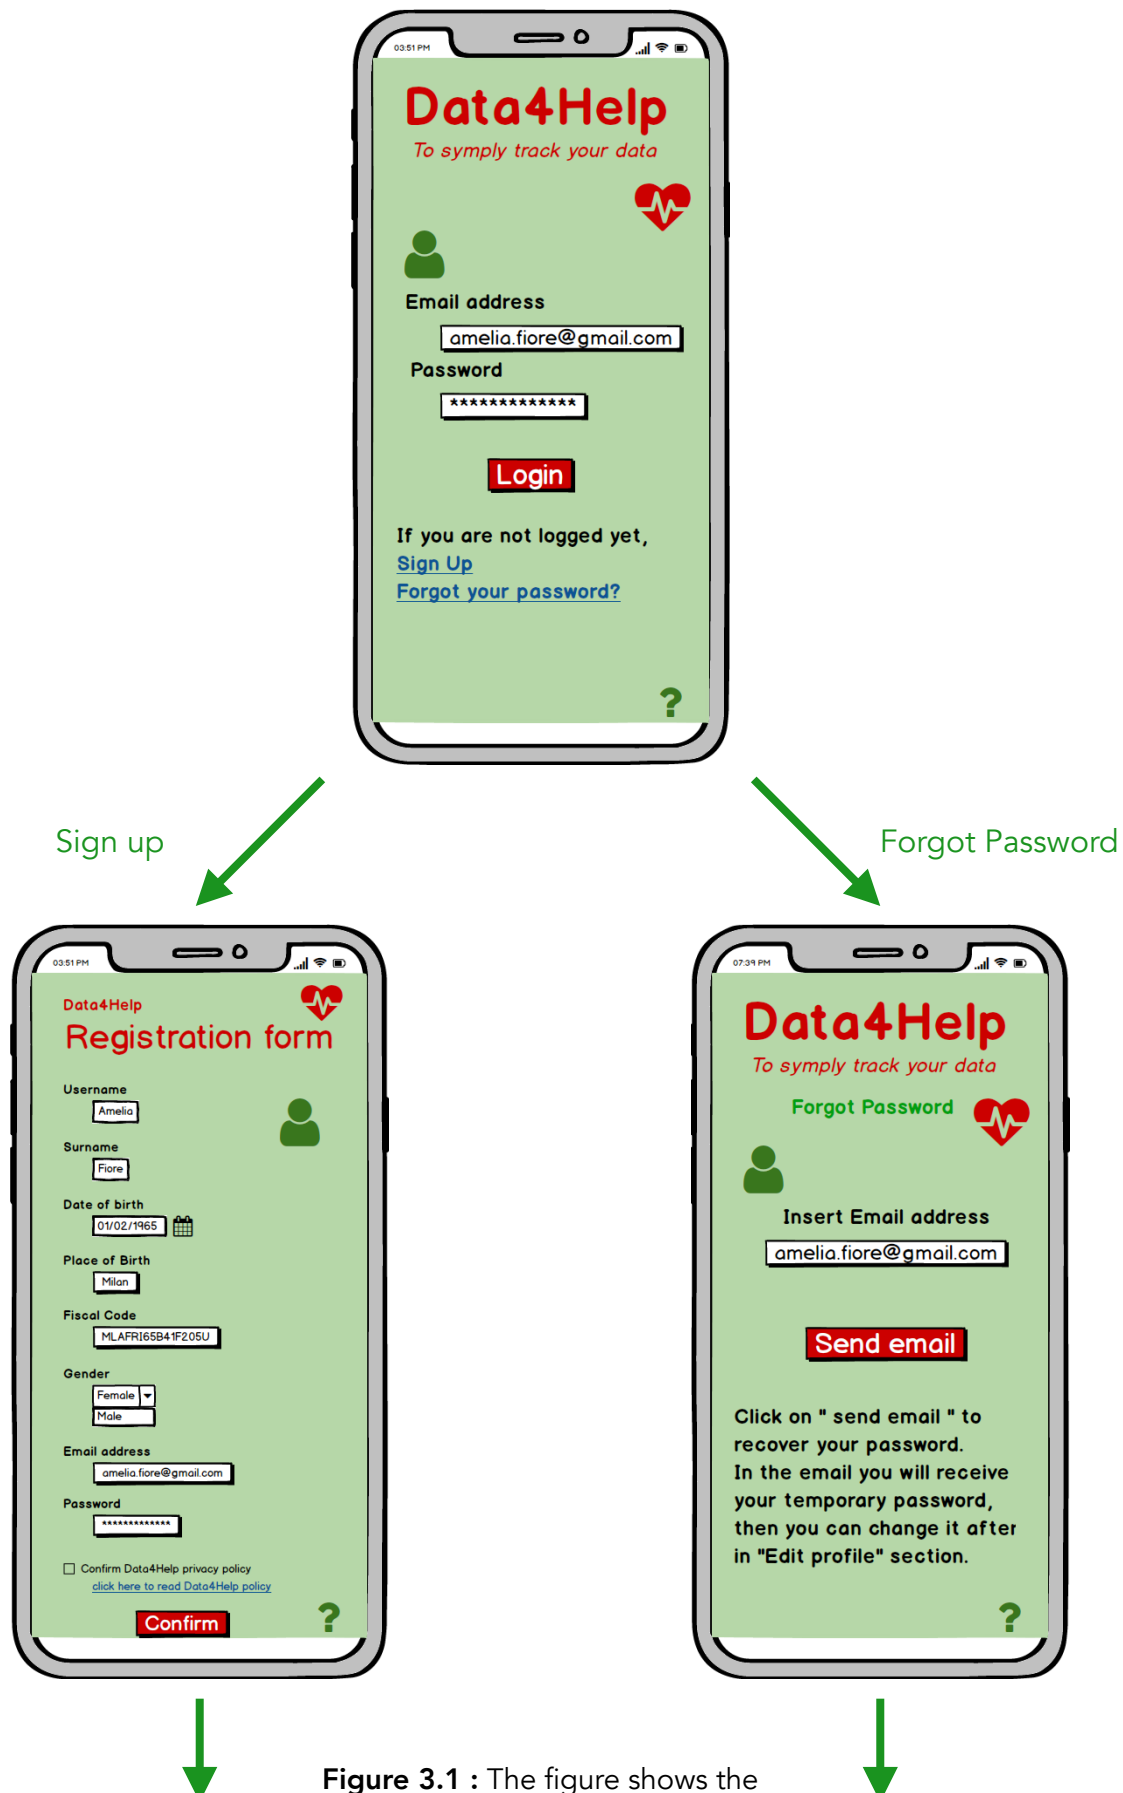 03:51 PM
Data4Help
To symply track your data
Email address
amelia.fiore@gmail.com
Password
*************
Login
If you are not logged yet,
Sign Up
Forgot your password?
?
Sign up
Forgot Password
03:51 PM
Data4Help
Registration form
Username
Amelia
Surname
Fiore
Date of birth
01/02/1965
Place of Birth
Milan
Fiscal Code
MLAFRI65B41F205U
Gender
Female
Male
Email address
amelia.fiore@gmail.com
Password
*************
Confirm Data4Help privacy policy
click here to read Data4Help policy
Confirm
?
07:39 PM
Data4Help
To symply track your data
Forgot Password
Insert Email address
amelia.fiore@gmail.com
Send email
Click on " send email " to
recover your password.
In the email you will receive
your temporary password,
then you can change it after
in "Edit profile" section.
?
Figure 3.1 : The figure shows the